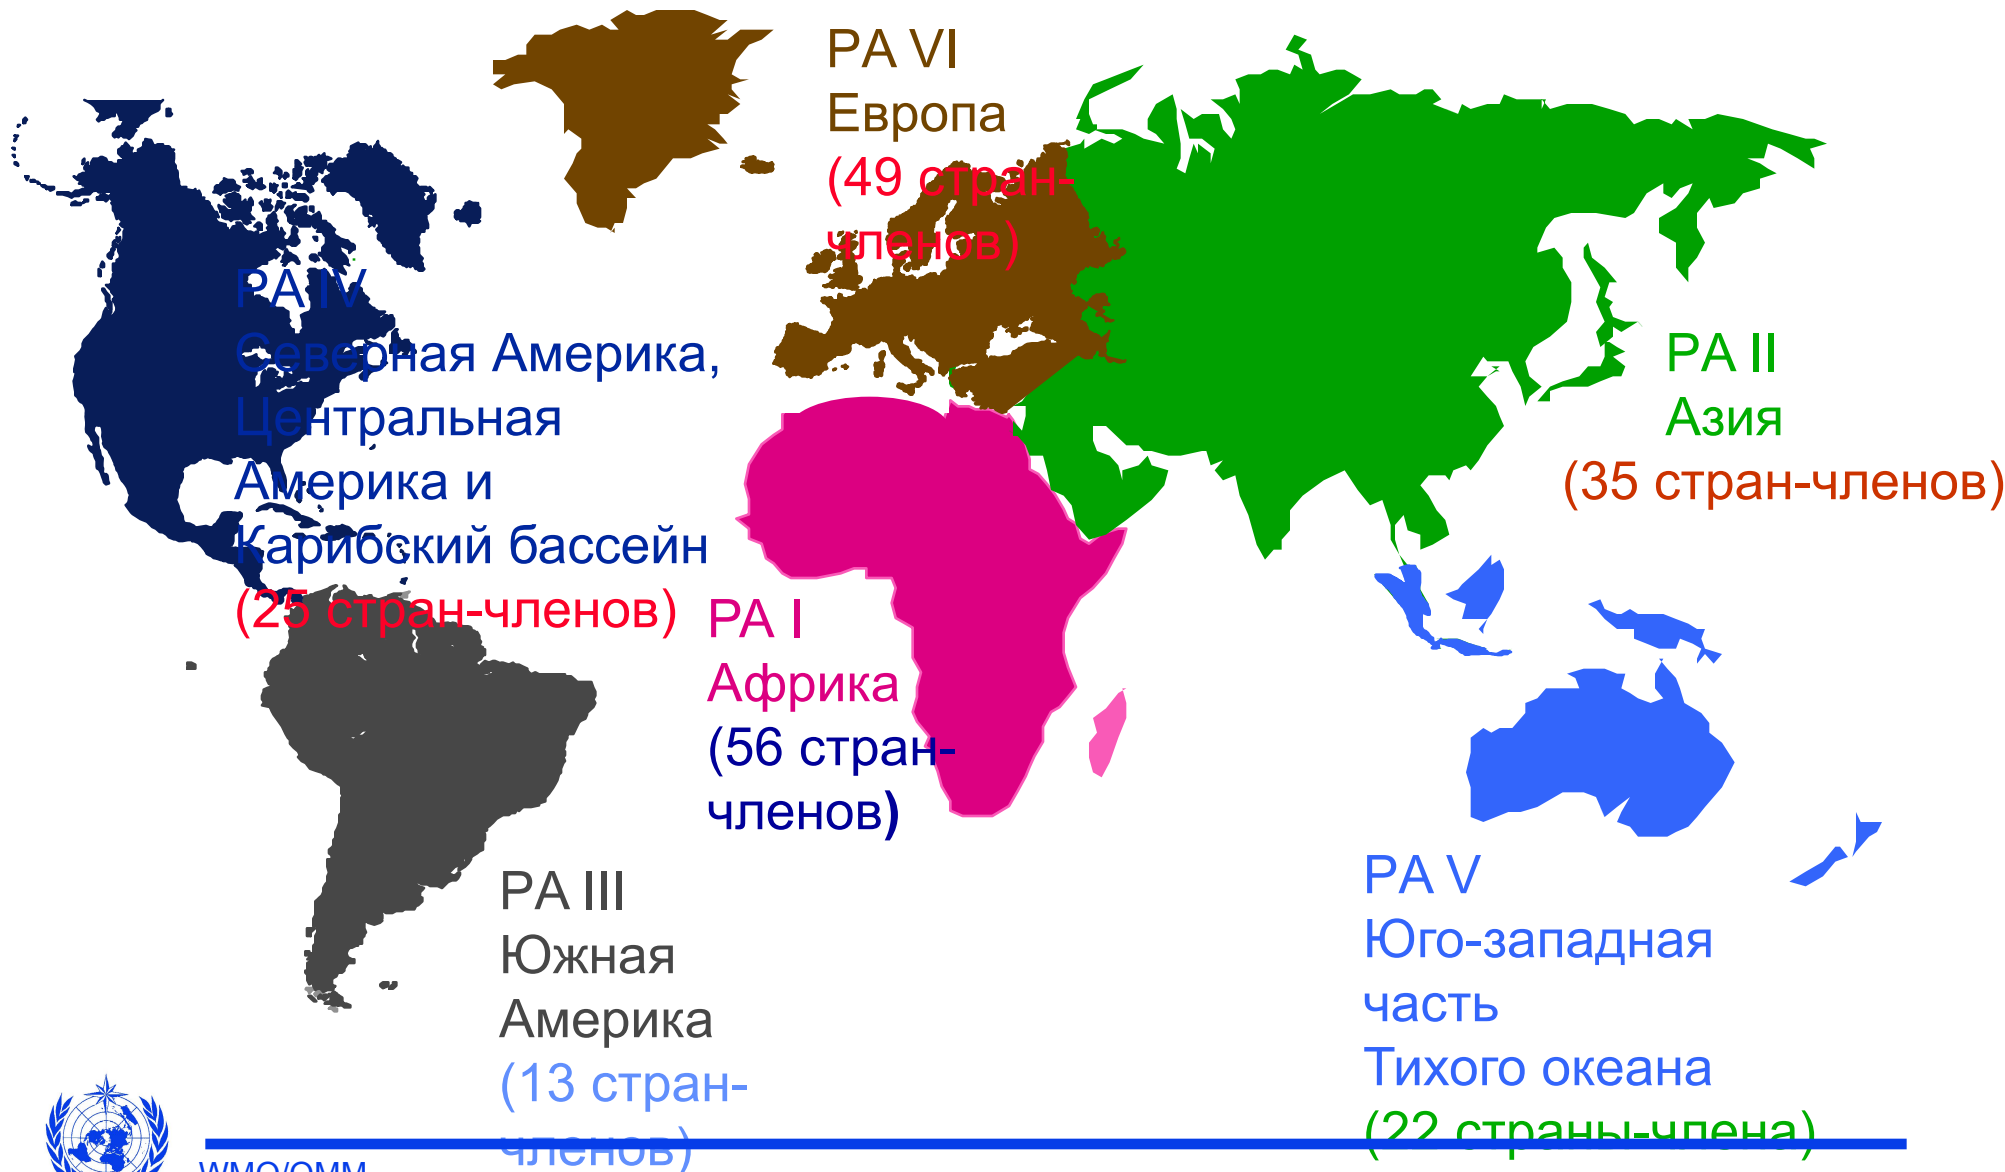 РА VI
Европа
(49 стран-
членов)
РА IV
Северная Америка,
Центральная
Америка и
Карибский бассейн
(25 стран-членов)
РА II
Азия
(35 стран-членов)
РА I
Африка
(56 стран-
членов)
РА III
Южная
Америка
(13 стран-
членов)
РА V
Юго-западная
часть
Тихого океана
(22 страны-члена)
WMO/OMM